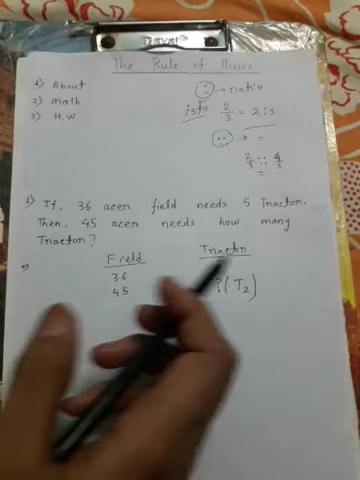 The Rule of Three
1) About
2) Math
3) H.W
(:) → ratio
is to 2/3 = 2:3
(::) → =
2/3 :: 4/3
=
1) If, 36 acer field needs 5 Tractor.
Then, 45 acer needs how many
Tractor?
⇒) Field Tractor
36
45 ?(T₂)